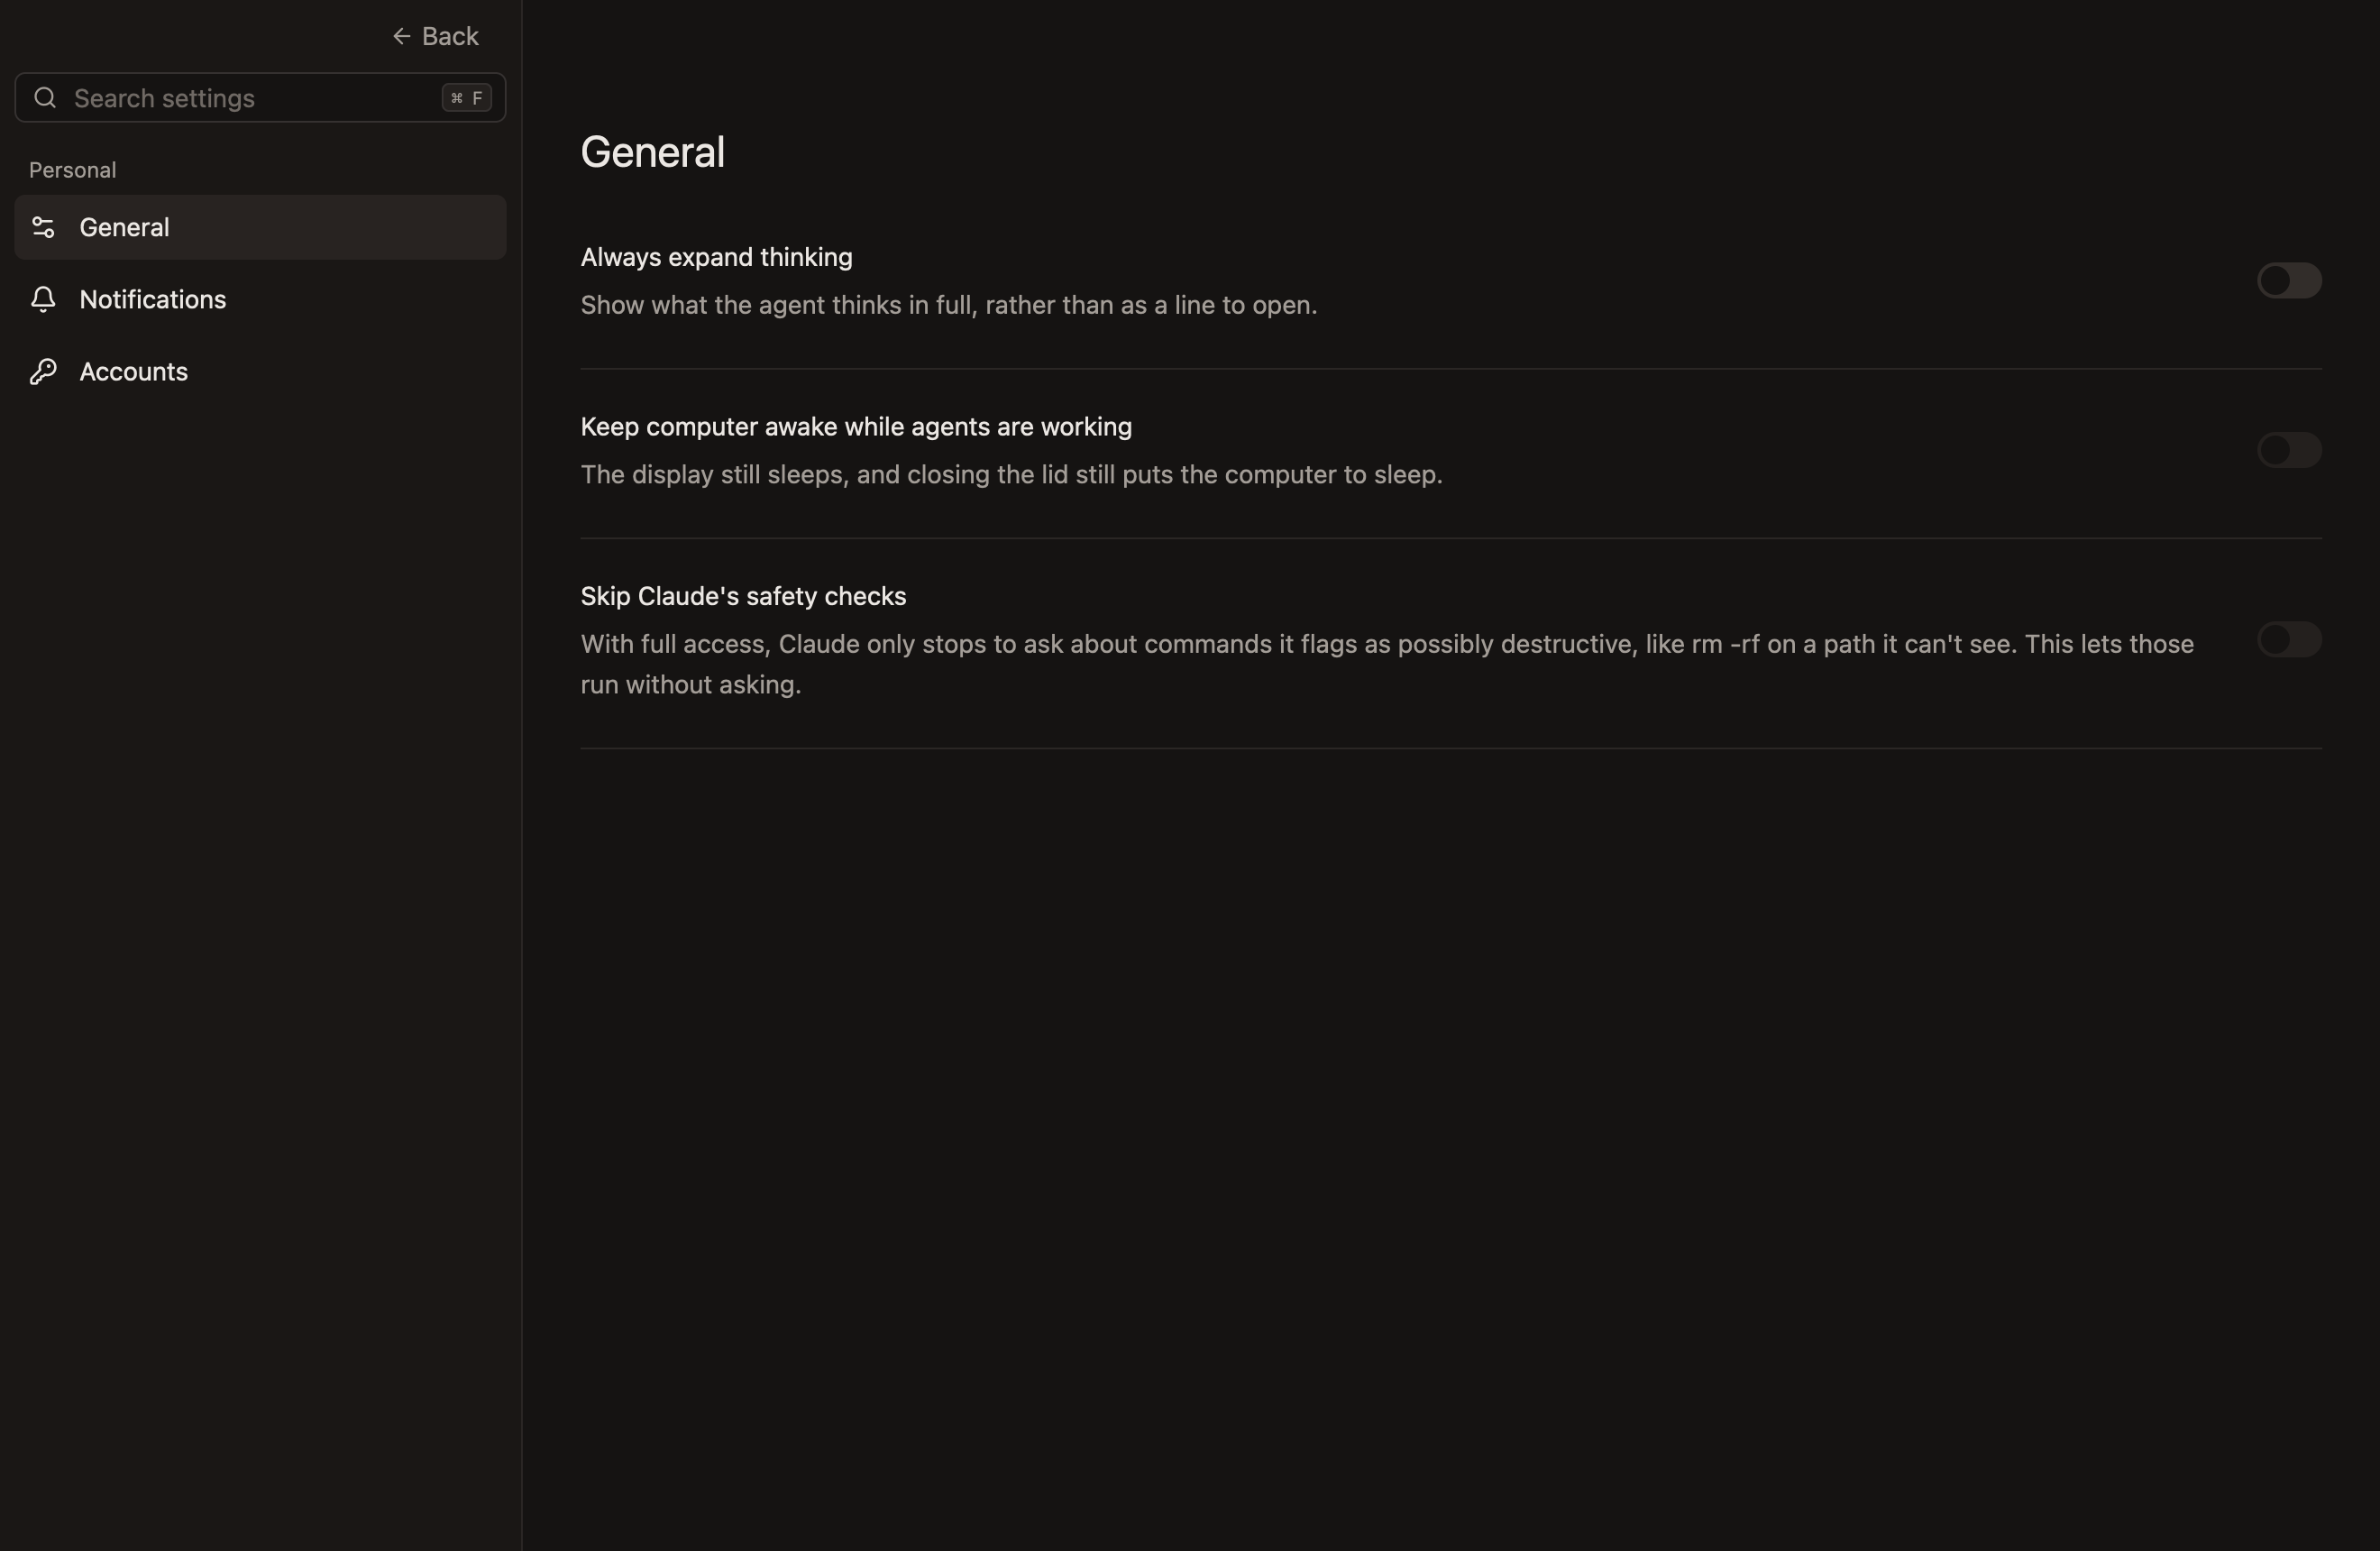 Back
Search settings
⌘ F
Personal
General
Notifications
Accounts
General
Always expand thinking
Show what the agent thinks in full, rather than as a line to open.
Keep computer awake while agents are working
The display still sleeps, and closing the lid still puts the computer to sleep.
Skip Claude's safety checks
With full access, Claude only stops to ask about commands it flags as possibly destructive, like rm -rf on a path it can't see. This lets those
run without asking.